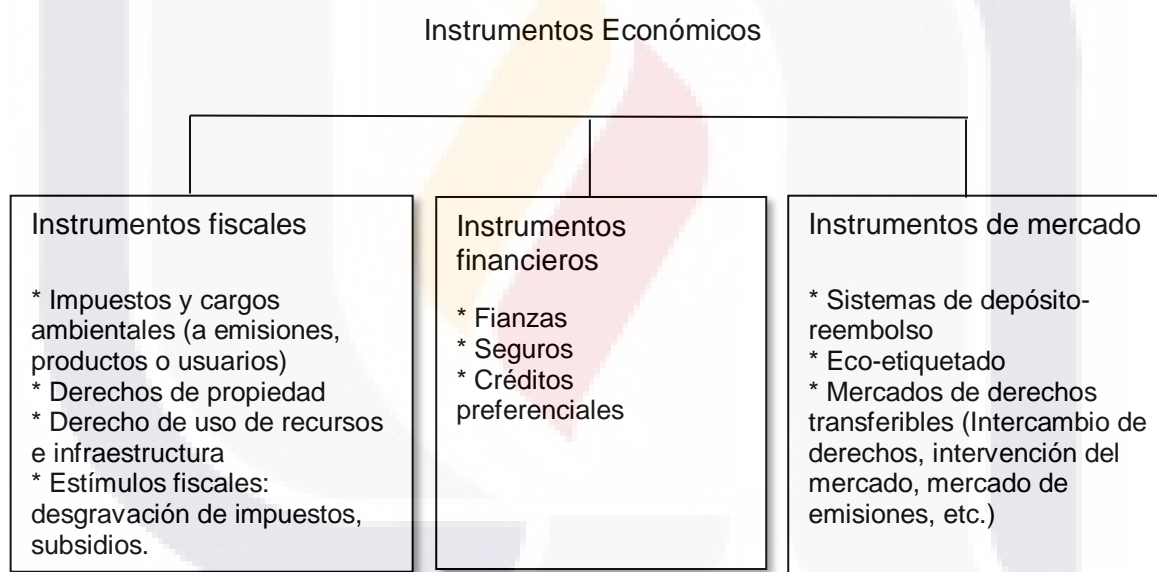 Instrumentos Económicos
Instrumentos fiscales
* Impuestos y cargos
ambientales (a emisiones,
productos o usuarios)
* Derechos de propiedad
* Derecho de uso de recursos
e infraestructura
* Estímulos fiscales:
desgravación de impuestos,
subsidios.
Instrumentos
financieros
* Fianzas
* Seguros
* Créditos
preferenciales
Instrumentos de mercado
* Sistemas de depósito-
reembolso
* Eco-etiquetado
* Mercados de derechos
transferibles (Intercambio de
derechos, intervención del
mercado, mercado de
emisiones, etc.)